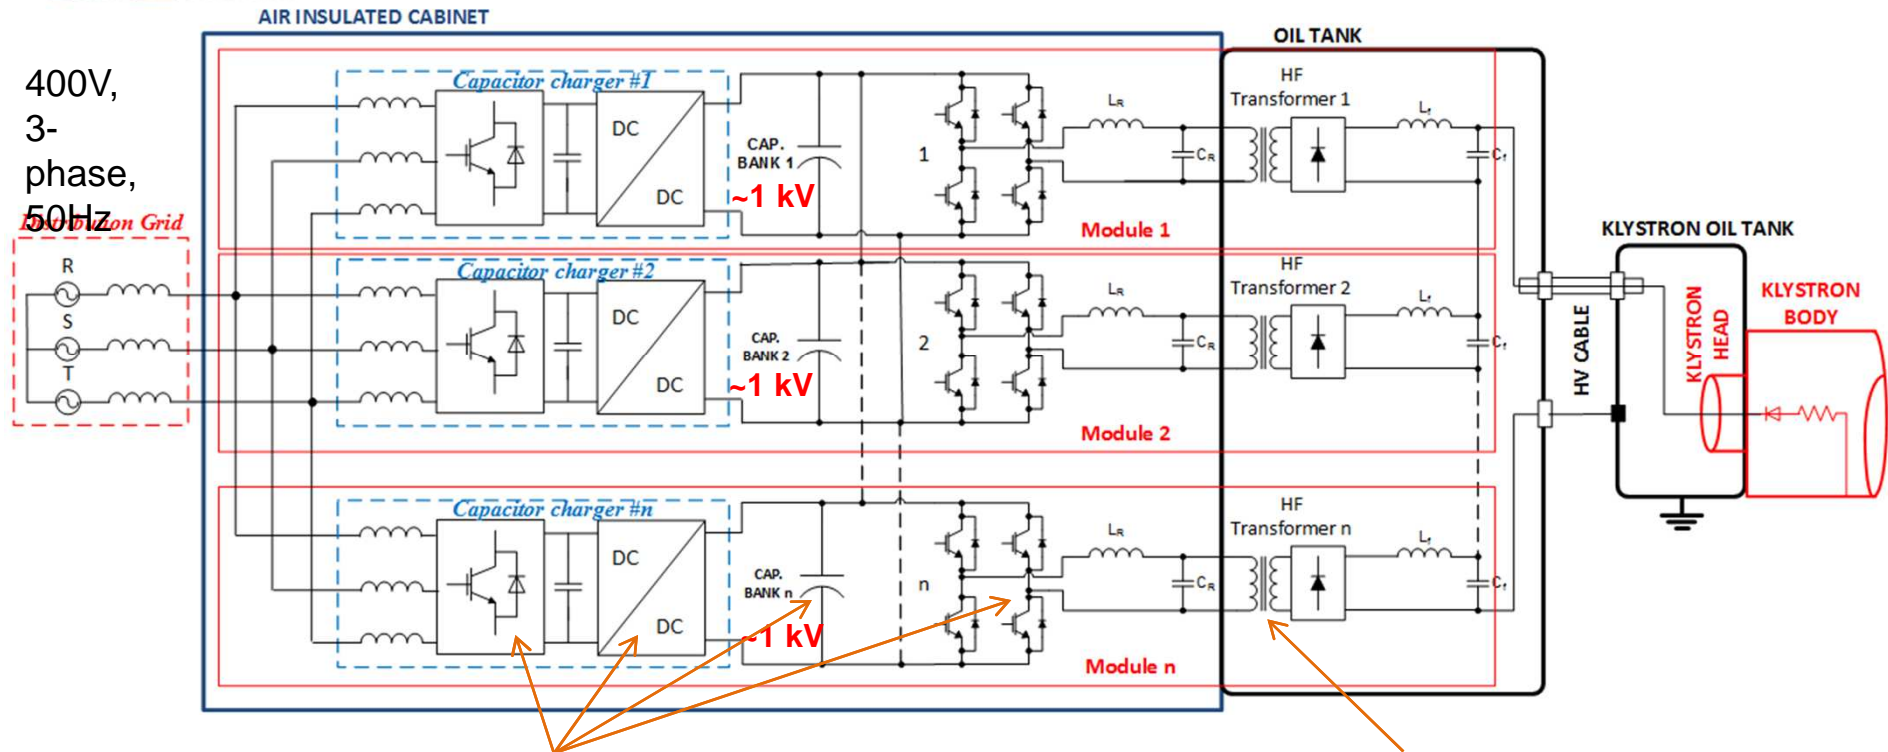 AIR INSULATED CABINET
OIL TANK
400V,
3-
phase,
50Hz
Distribution Grid
R
S
T
Capacitor charger #1
DC
DC
CAP.
BANK 1
~1 kV
1
LR
CR
HF
Transformer 1
Lf
Cf
Module 1
Capacitor charger #2
DC
DC
CAP.
BANK 2
~1 kV
2
LR
CR
HF
Transformer 2
Lf
Cf
Module 2
Capacitor charger #n
DC
DC
CAP.
BANK n
~1 kV
n
LR
CR
HF
Transformer n
Lf
Cf
Module n
HV CABLE
KLYSTRON OIL TANK
KLYSTRON
HEAD
KLYSTRON
BODY